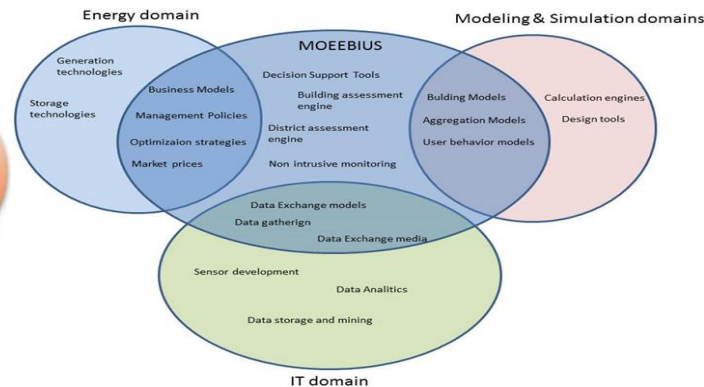 Energy domain
Modeling & Simulation domains
MOEEBIUS
Generation
technologies
Storage
technologies
Business Models
Management Policies
Optimizaion strategies
Market prices
Decision Support Tools
Building assessment
engine
District assessment
engine
Non intrusive monitoring
Bulding Models
Aggregation Models
User behavior models
Calculation engines
Design tools
Data Exchange models
Data gatherign
Data Exchange media
Sensor development
Data Analitics
Data storage and mining
IT domain